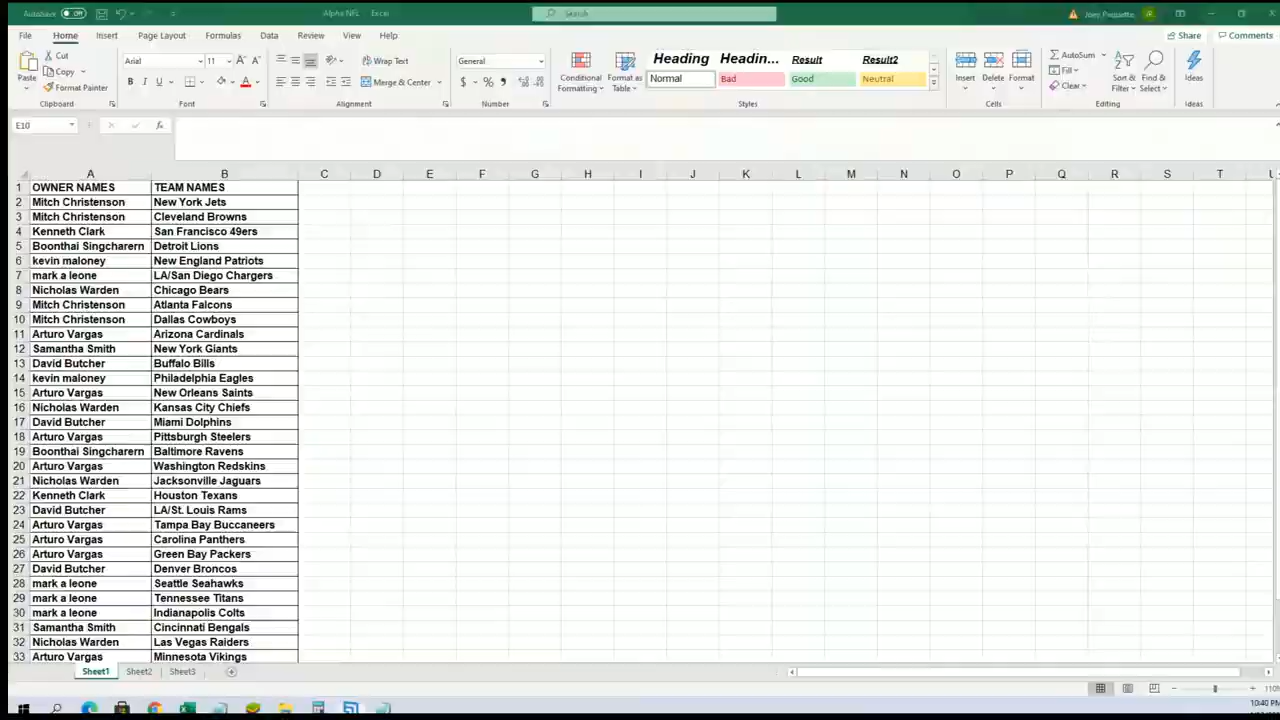 AutoSave Off Alpha NFL - Excel Search Joey Paquette
File Home Insert Page Layout Formulas Data Review View Help Share Comments
Paste Cut Copy Format Painter Clipboard
Arial 11 A A B I U A Font
Wrap Text Merge & Center Alignment
General $ % Number
Conditional Formatting Format as Table
Heading Headin... Result Result2
Normal Bad Good Neutral
Styles
Insert Delete Format Cells
AutoSum Fill Clear Sort & Filter Find & Select Editing
Ideas Ideas
E10 fx
A B C D E F G H I J K L M N O P Q R S T U
1 OWNER NAMES TEAM NAMES
2 Mitch Christenson New York Jets
3 Mitch Christenson Cleveland Browns
4 Kenneth Clark San Francisco 49ers
5 Boonthai Singcharern Detroit Lions
6 kevin maloney New England Patriots
7 mark a leone LA/San Diego Chargers
8 Nicholas Warden Chicago Bears
9 Mitch Christenson Atlanta Falcons
10 Mitch Christenson Dallas Cowboys
11 Arturo Vargas Arizona Cardinals
12 Samantha Smith New York Giants
13 David Butcher Buffalo Bills
14 kevin maloney Philadelphia Eagles
15 Arturo Vargas New Orleans Saints
16 Nicholas Warden Kansas City Chiefs
17 David Butcher Miami Dolphins
18 Arturo Vargas Pittsburgh Steelers
19 Boonthai Singcharern Baltimore Ravens
20 Arturo Vargas Washington Redskins
21 Nicholas Warden Jacksonville Jaguars
22 Kenneth Clark Houston Texans
23 David Butcher LA/St. Louis Rams
24 Arturo Vargas Tampa Bay Buccaneers
25 Arturo Vargas Carolina Panthers
26 Arturo Vargas Green Bay Packers
27 David Butcher Denver Broncos
28 mark a leone Seattle Seahawks
29 mark a leone Tennessee Titans
30 mark a leone Indianapolis Colts
31 Samantha Smith Cincinnati Bengals
32 Nicholas Warden Las Vegas Raiders
33 Arturo Vargas Minnesota Vikings
Sheet1 Sheet2 Sheet3
110%
10:40 PM